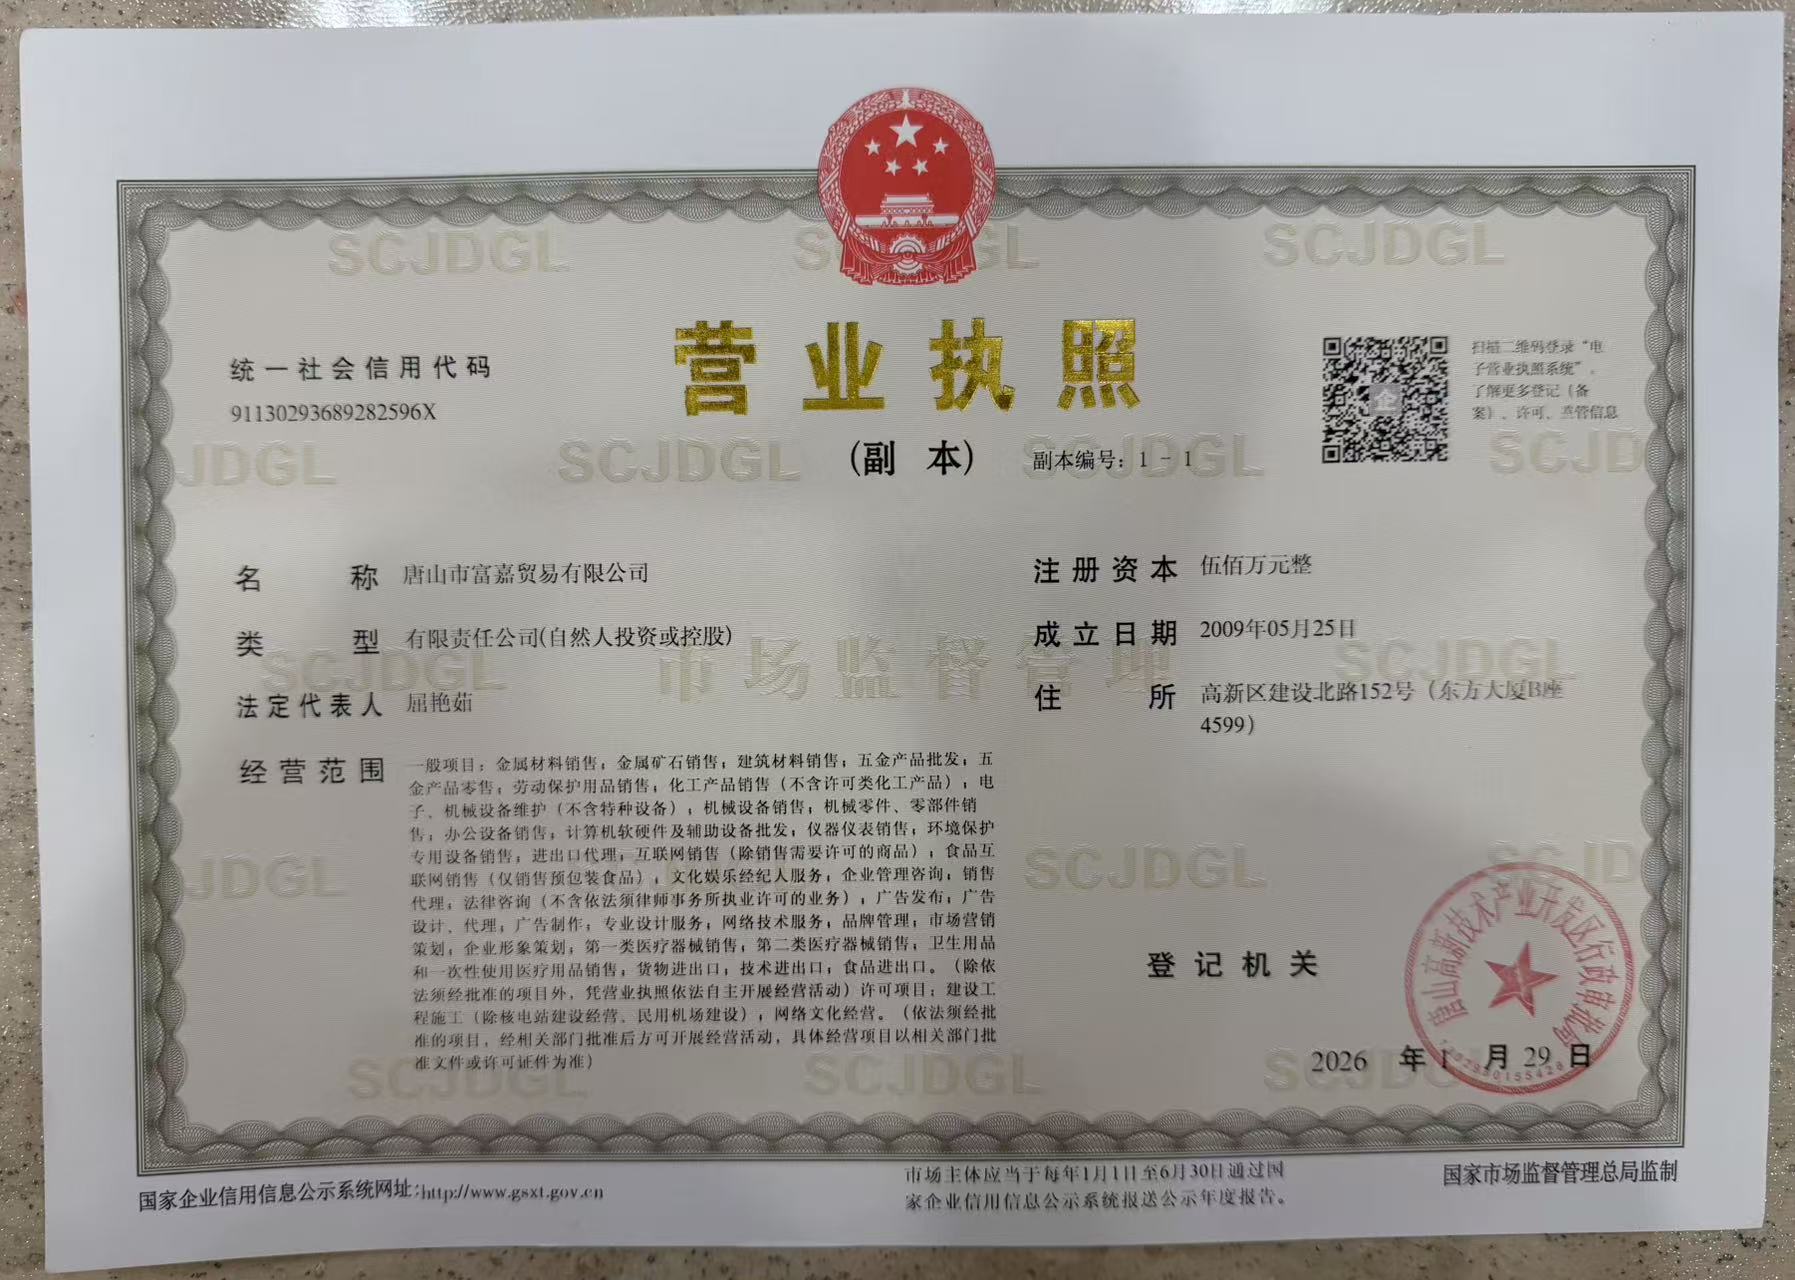 营业执照
(副 本)
副本编号：1 - 1
统一社会信用代码
91130293689282596X
扫描二维码登录“电
子营业执照系统”，
了解更多登记（备
案）、许可、监管信息
名 称 唐山市富嘉贸易有限公司
类 型 有限责任公司(自然人投资或控股)
法定代表人 屈艳茹
经营范围 一般项目：金属材料销售；金属矿石销售；建筑材料销售；五金产品批发；五
金产品零售；劳动保护用品销售；化工产品销售（不含许可类化工产品）；电
子、机械设备维护（不含特种设备）；机械设备销售；机械零件、零部件销
售；办公设备销售；计算机软硬件及辅助设备批发；仪器仪表销售；环境保护
专用设备销售；进出口代理；互联网销售（除销售需要许可的商品）；食品互
联网销售（仅销售预包装食品）；文化娱乐经纪人服务；企业管理咨询；销售
代理；法律咨询（不含依法须律师事务所执业许可的业务）；广告发布；广告
设计、代理；广告制作；专业设计服务；网络技术服务；品牌管理；市场营销
策划；企业形象策划；第一类医疗器械销售；第二类医疗器械销售；卫生用品
和一次性使用医疗用品销售；货物进出口；技术进出口；食品进出口。（除依
法须经批准的项目外，凭营业执照依法自主开展经营活动）许可项目：建设工
程施工（除核电站建设经营、民用机场建设）；网络文化经营。（依法须经批
准的项目，经相关部门批准后方可开展经营活动，具体经营项目以相关部门批
准文件或许可证件为准）
注册资本 伍佰万元整
成立日期 2009年05月25日
住 所 高新区建设北路152号（东方大厦B座
4599）
登记机关
唐山高新技术产业开发区行政审批局
2026 年 1 月 29 日
国家企业信用信息公示系统网址：http://www.gsxt.gov.cn
市场主体应当于每年1月1日至6月30日通过国
家企业信用信息公示系统报送公示年度报告。
国家市场监督管理总局监制
SCJDGL
市场监督管理